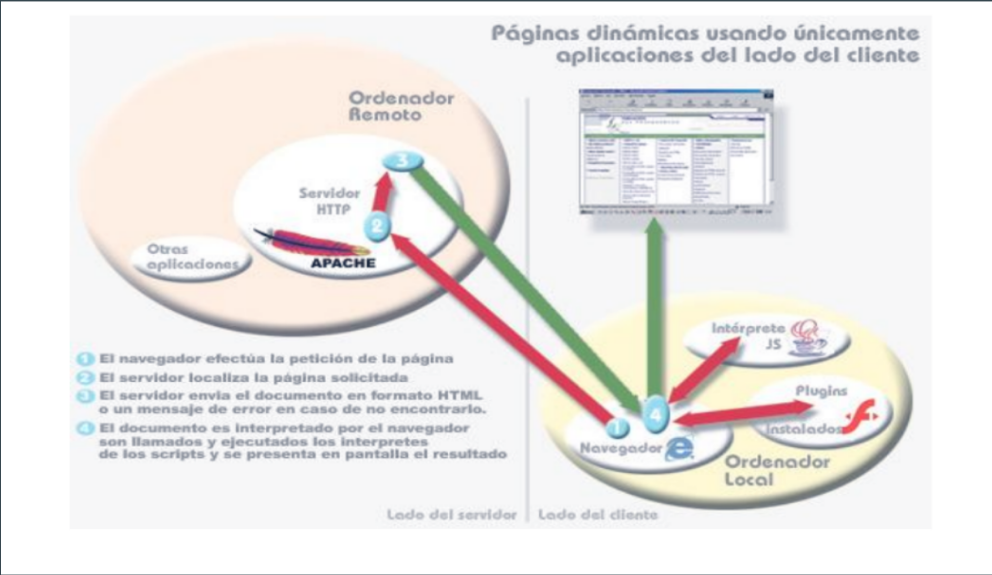 Páginas dinámicas usando únicamente
aplicaciones del lado del cliente
Ordenador
Remoto
3
Servidor
HTTP
2
APACHE
Otras
aplicaciones
1 El navegador efectúa la petición de la página
2 El servidor localiza la página solicitada
3 El servidor envia el documento en formato HTML
o un mensaje de error en caso de no encontrarlo.
4 El documento es interpretado por el navegador
son llamados y ejecutados los interpretes
de los scripts y se presenta en pantalla el resultado
Intérprete
JS
Plugins
Instalados
4
1
Navegador
Ordenador
Local
Lado del servidor
Lado del cliente